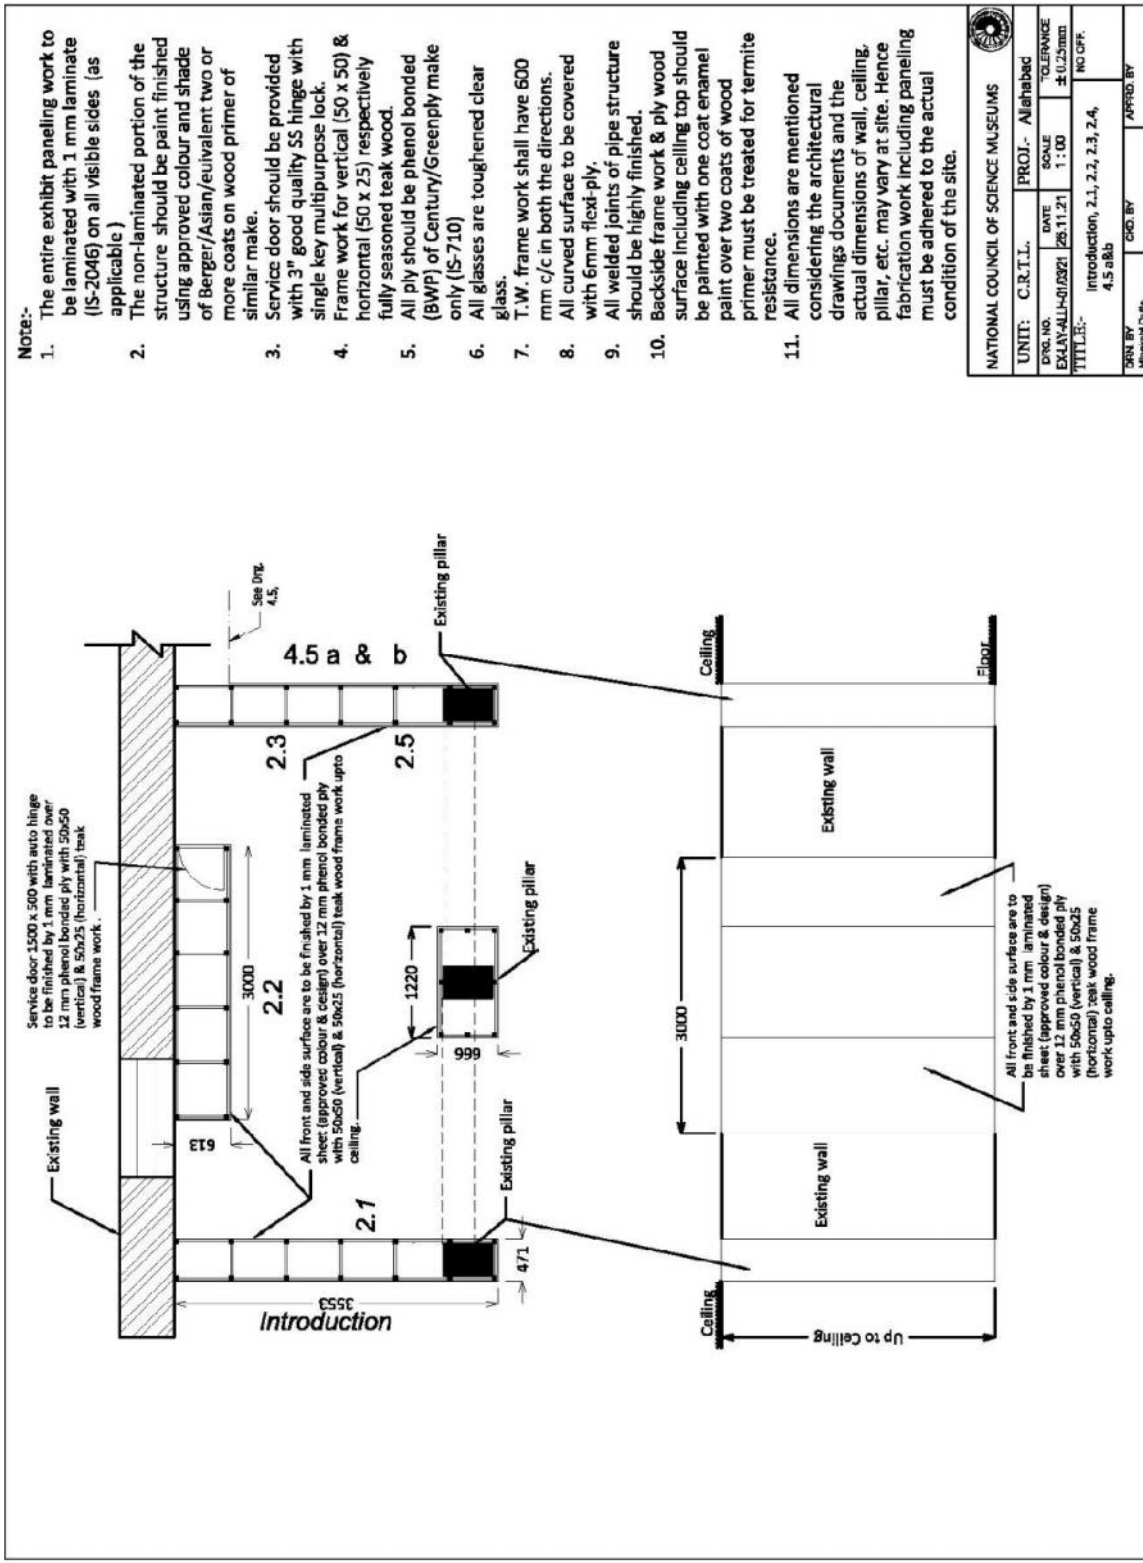 Note:-
1. The entire exhibit paneling work to
be laminated with 1 mm laminate
(IS-2046) on all visible sides (as
applicable )
2. The non-laminated portion of the
structure should be paint finished
using approved colour and shade
of Berger/Asian/euivalent two or
more coats on wood primer of
similar make.
3. Service door should be provided
with 3" good quality SS hinge with
single key multipurpose lock.
4. Frame work for vertical (50 x 50) &
horizontal (50 x 25) respectively
fully seasoned teak wood.
5. All ply should be phenol bonded
(BWP) of Century/Greenply make
only (IS-710)
6. All glasses are toughened clear
glass.
7. T.W. frame work shall have 600
mm c/c in both the directions.
8. All curved surface to be covered
with 6mm flexi-ply.
9. All welded joints of pipe structure
should be highly finished.
10. Backside frame work & ply wood
surface including ceiling top should
be painted with one coat enamel
paint over two coats of wood
primer must be treated for termite
resistance.
11. All dimensions are mentioned
considering the architectural
drawings documents and the
actual dimensions of wall, ceiling,
pillar, etc. may vary at site. Hence
fabrication work including paneling
must be adhered to the actual
condition of the site.
Service door 1500 x 500 with auto hinge
to be finished by 1 mm laminated over
12 mm phenol bonded ply with 50x50
(vertical) & 50x25 (horizontal) teak
wood frame work.
Existing wall
See Drg.
4.5,
613
3000
2.2
2.3
2.5
4.5 a & b
2.1
3553
Introduction
All front and side surface are to be finished by 1 mm laminated
sheet (approved colour & design) over 12 mm phenol bonded ply
with 50x50 (vertical) & 50x25 (horizontal) teak wood frame work upto
ceiling.
1220
666
471
Existing pillar
Existing pillar
Existing pillar
Ceiling
Ceiling
Floor
Up to Ceiling
3000
Existing wall
Existing wall
All front and side surface are to
be finished by 1 mm laminated
sheet (approved colour & design)
over 12 mm phenol bonded ply
with 50x50 (vertical) & 50x25
(horizontal) teak wood frame
work upto ceiling.
NATIONAL COUNCIL OF SCIENCE MUSEUMS
UNIT: C.R.T.L. PROJ.- Allahabad
DRG. NO. DATE SCALE TOLERANCE
EX-LAY-ALL-H-01/03/21 26.11.21 1 : 00 ± 0.25mm
TITLE:- NO OFF.
Introduction, 2.1, 2.2, 2.3, 2.4,
4.5 a&b
DRN. BY CHD. BY APPRD. BY